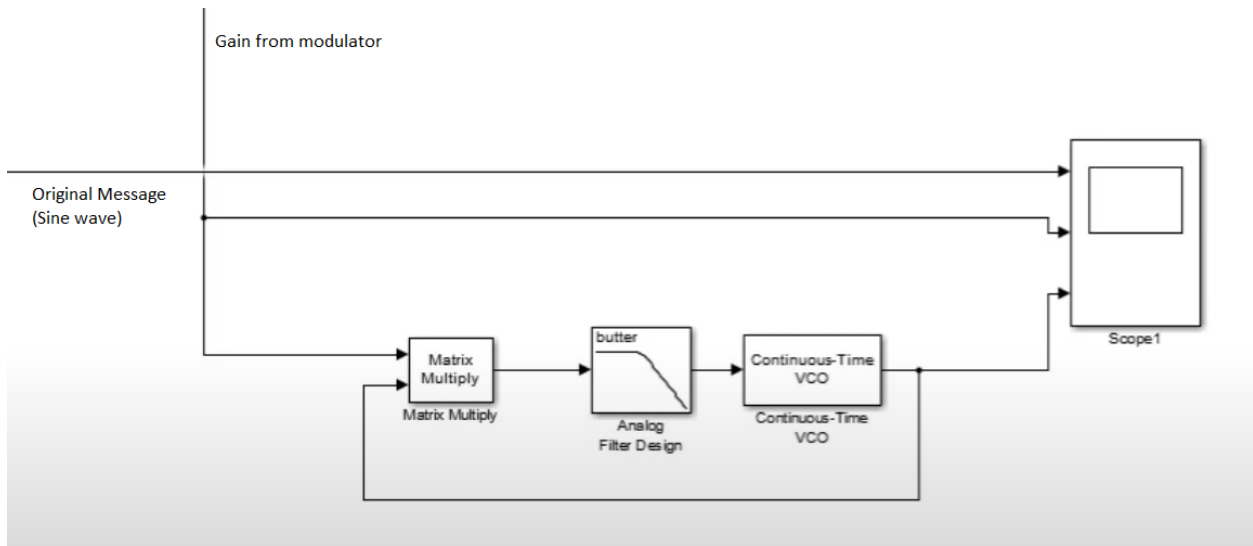 Gain from modulator
Original Message
(Sine wave)
Scope1
butter
Matrix
Multiply
Continuous-Time
VCO
Matrix Multiply
Analog
Filter Design
Continuous-Time
VCO